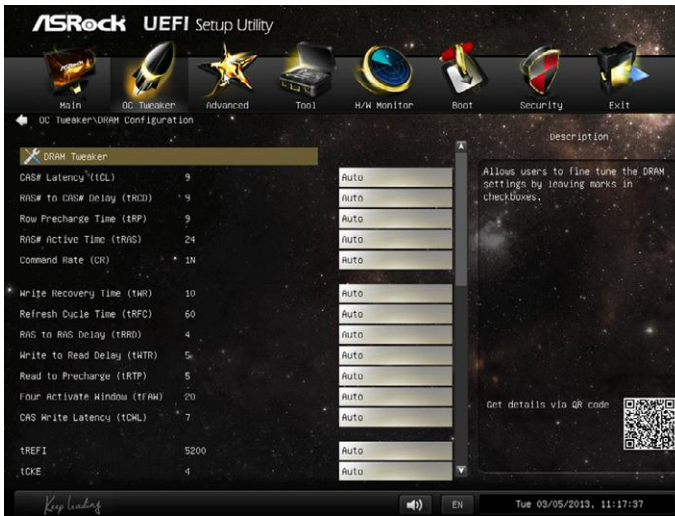 ASRock UEFI Setup Utility
Main OC Tweaker Advanced Tool H/W Monitor Boot Security Exit
OC Tweaker\DRAM Configuration
Description
DRAM Tweaker
Allows users to fine tune the DRAM
settings by leaving marks in
checkboxes.
CAS# Latency (tCL) 9 Auto
RAS# to CAS# Delay (tRCD) 9 Auto
Row Precharge Time (tRP) 9 Auto
RAS# Active Time (tRAS) 24 Auto
Command Rate (CR) 1N Auto
Write Recovery Time (tWR) 10 Auto
Refresh Cycle Time (tRFC) 60 Auto
RAS to RAS Delay (tRRD) 4 Auto
Write to Read Delay (tWTR) 5 Auto
Read to Precharge (tRTP) 5 Auto
Four Activate Window (tFAW) 20 Auto
CAS Write Latency (tCWL) 7 Auto
tREFI 5200 Auto
tCKE 4 Auto
Get details via QR code
Keep leading
EN
Tue 03/05/2013, 11:17:37